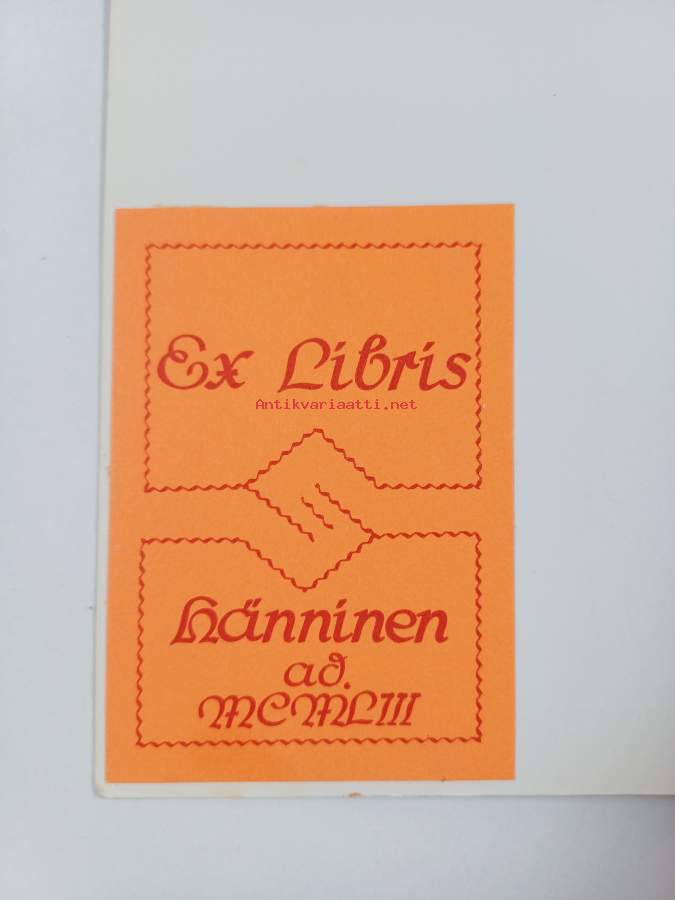 Ex Libris
Antikvariaatti.net
Hänninen
ad.
MCMLIII